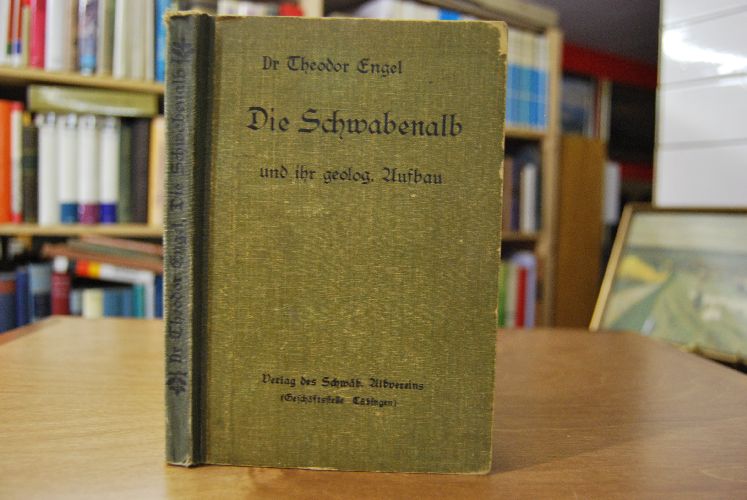 Dr Theodor Engel
Die Schwabenalb
und ihr geolog. Aufbau
Verlag des Schwäb. Albvereins
(Geschäftsstelle Tübingen)
Dr Theodor Engel, Die Schwabenalb